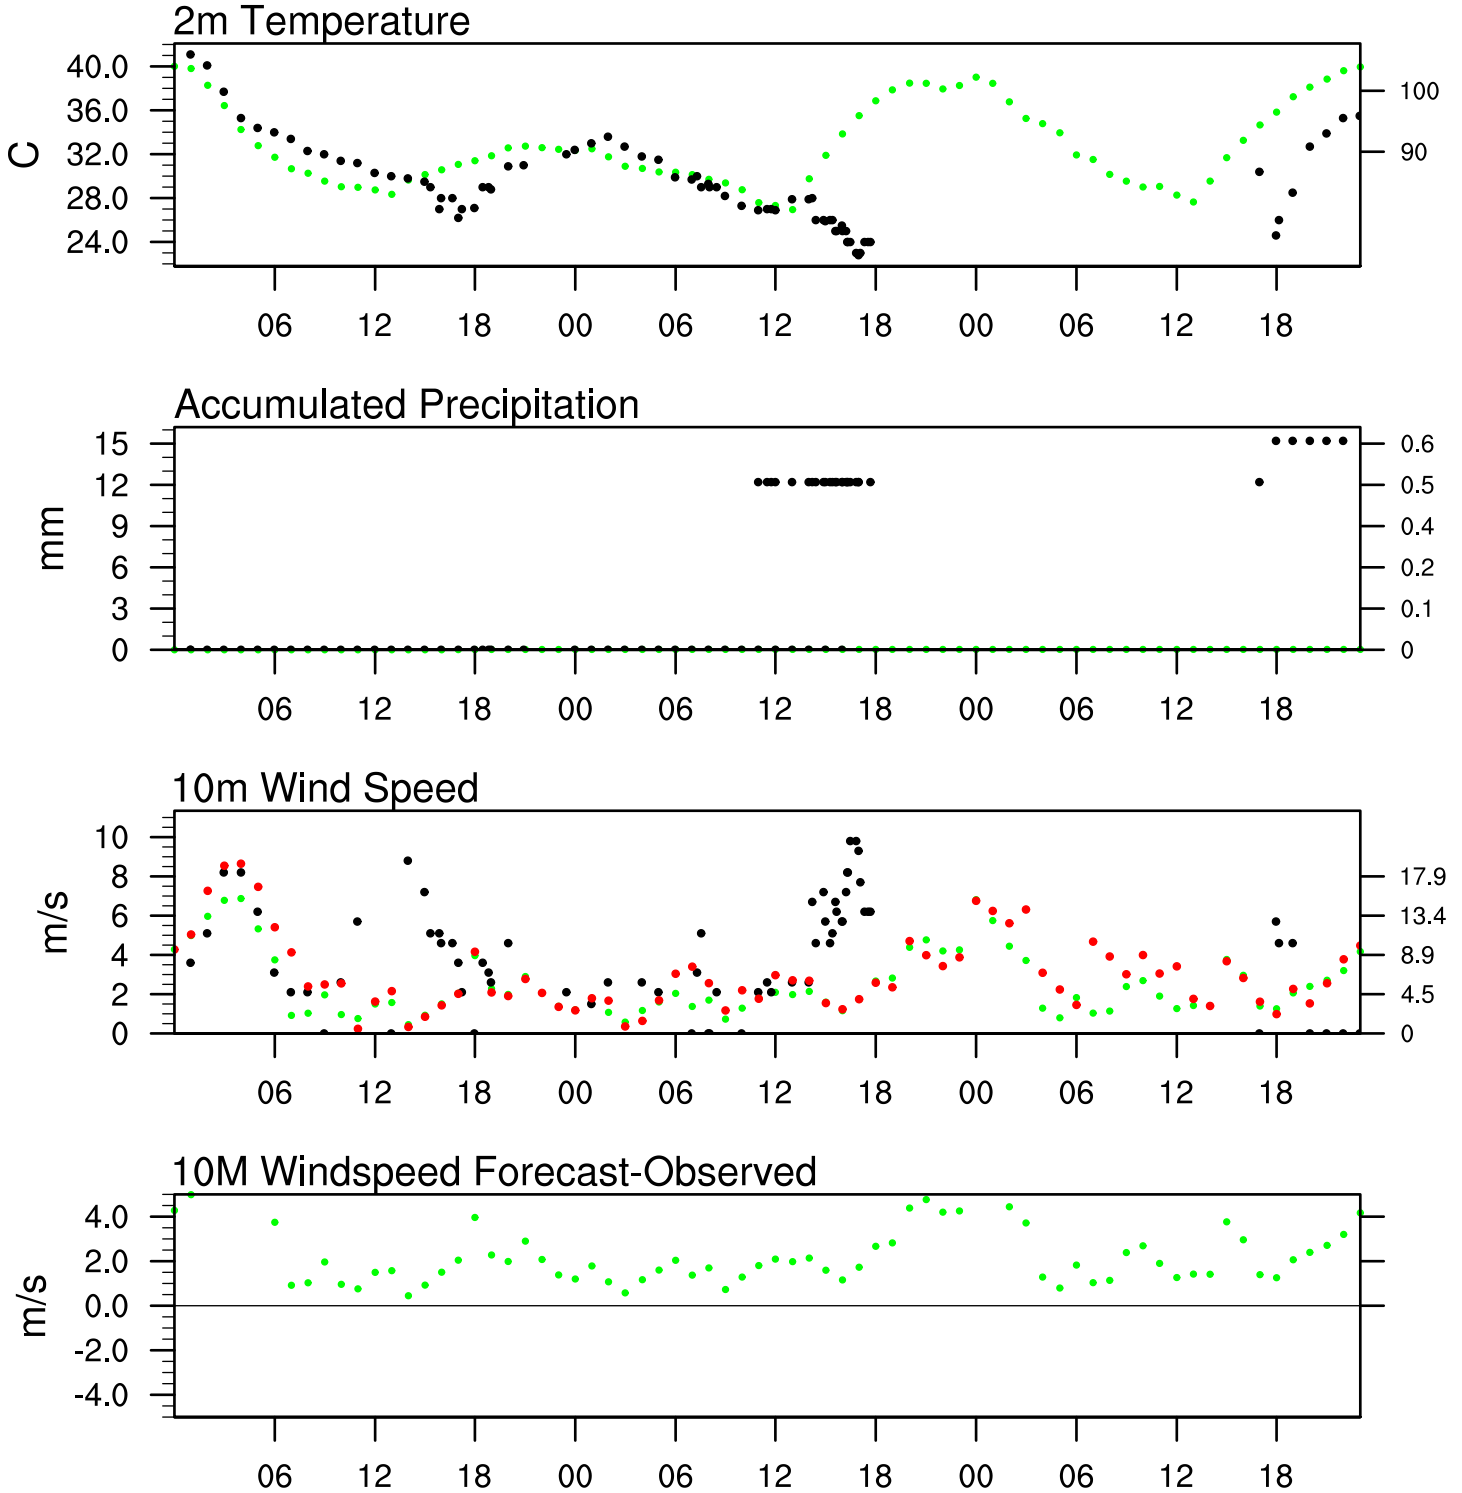 2m Temperature
40.0
36.0
32.0
28.0
24.0
C
100
90
06 12 18 00 06 12 18 00 06 12 18
Accumulated Precipitation
15
12
9
6
3
0
mm
0.6
0.5
0.4
0.2
0.1
0
06 12 18 00 06 12 18 00 06 12 18
10m Wind Speed
10
8
6
4
2
0
m/s
17.9
13.4
8.9
4.5
0
06 12 18 00 06 12 18 00 06 12 18
10M Windspeed Forecast-Observed
4.0
2.0
0.0
-2.0
-4.0
m/s
06 12 18 00 06 12 18 00 06 12 18